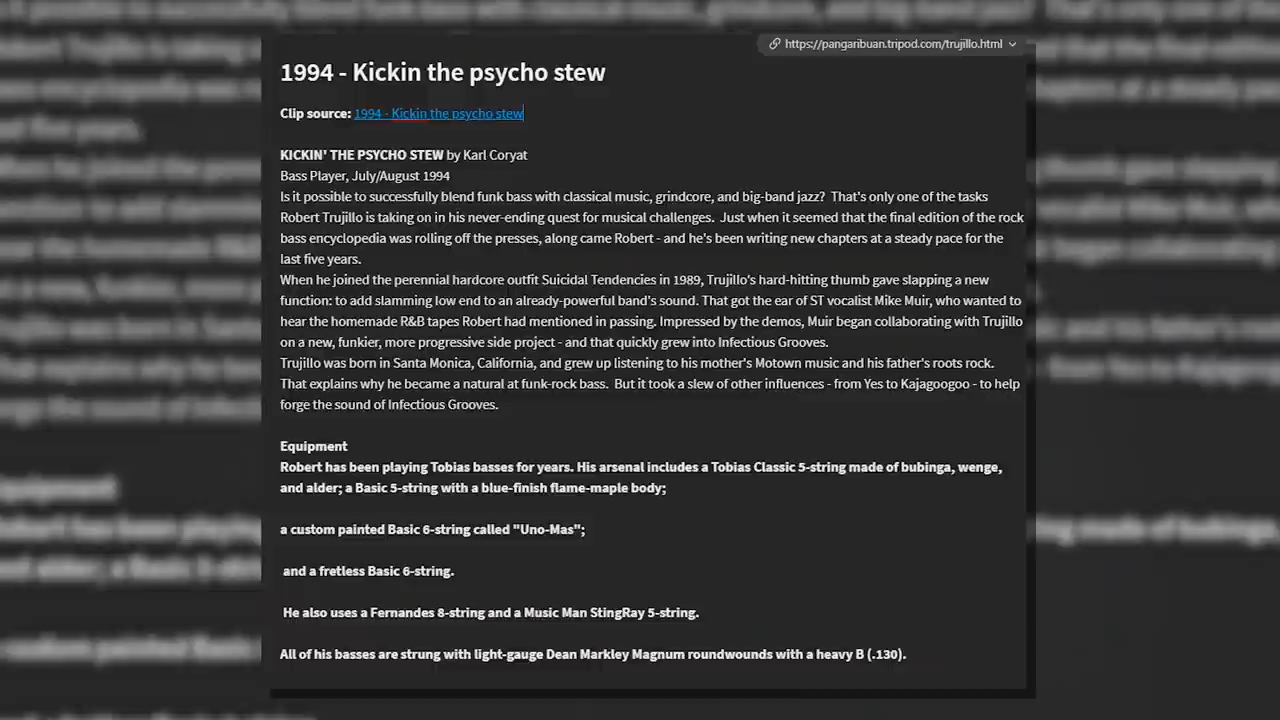 https://pangaribuan.tripod.com/trujillo.html
1994 - Kickin the psycho stew
Clip source: 1994 - Kickin the psycho stew
KICKIN' THE PSYCHO STEW by Karl Coryat
Bass Player, July/August 1994
Is it possible to successfully blend funk bass with classical music, grindcore, and big-band jazz?  That's only one of the tasks
Robert Trujillo is taking on in his never-ending quest for musical challenges.  Just when it seemed that the final edition of the rock
bass encyclopedia was rolling off the presses, along came Robert - and he's been writing new chapters at a steady pace for the
last five years.
When he joined the perennial hardcore outfit Suicidal Tendencies in 1989, Trujillo's hard-hitting thumb gave slapping a new
function: to add slamming low end to an already-powerful band's sound. That got the ear of ST vocalist Mike Muir, who wanted to
hear the homemade R&B tapes Robert had mentioned in passing. Impressed by the demos, Muir began collaborating with Trujillo
on a new, funkier, more progressive side project - and that quickly grew into Infectious Grooves.
Trujillo was born in Santa Monica, California, and grew up listening to his mother's Motown music and his father's roots rock.
That explains why he became a natural at funk-rock bass.  But it took a slew of other influences - from Yes to Kajagoogoo - to help
forge the sound of Infectious Grooves.
Equipment
Robert has been playing Tobias basses for years. His arsenal includes a Tobias Classic 5-string made of bubinga, wenge,
and alder; a Basic 5-string with a blue-finish flame-maple body;
a custom painted Basic 6-string called "Uno-Mas";
and a fretless Basic 6-string.
He also uses a Fernandes 8-string and a Music Man StingRay 5-string.
All of his basses are strung with light-gauge Dean Markley Magnum roundwounds with a heavy B (.130).